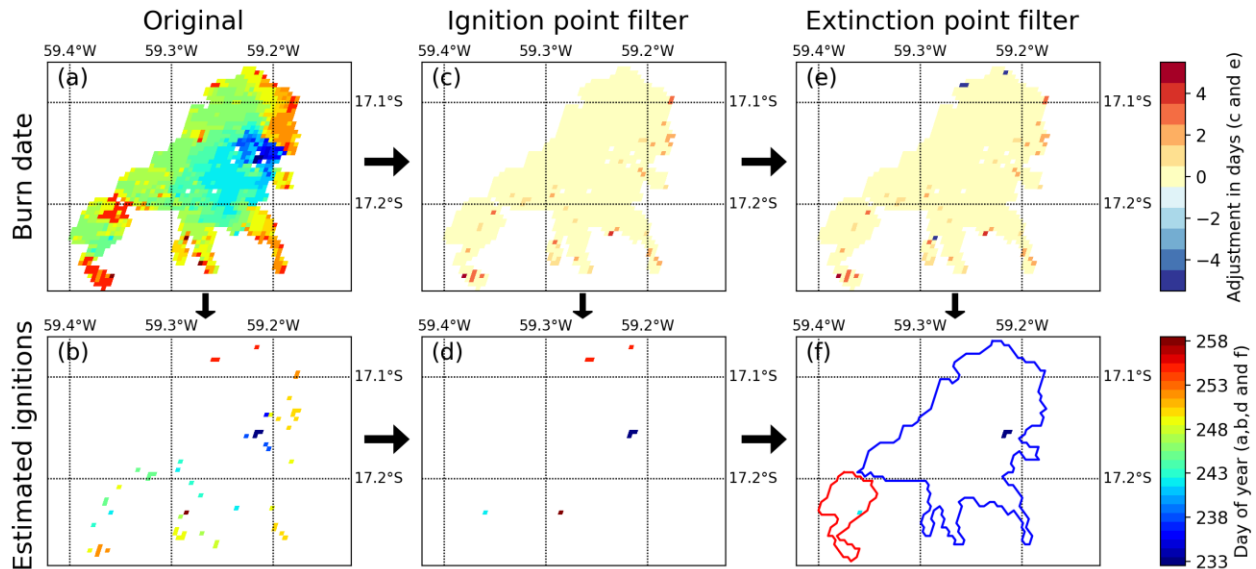 Original
Ignition point filter
Extinction point filter
59.4°W 59.3°W 59.2°W
59.4°W 59.3°W 59.2°W
59.4°W 59.3°W 59.2°W
Burn date
(a)
17.1°S
17.2°S
(c)
17.1°S
17.2°S
(e)
17.1°S
17.2°S
4
2
0
−2
−4
Adjustment in days (c and e)
59.4°W 59.3°W 59.2°W
59.4°W 59.3°W 59.2°W
59.4°W 59.3°W 59.2°W
Estimated ignitions
(b)
17.1°S
17.2°S
(d)
17.1°S
17.2°S
(f)
17.1°S
17.2°S
258
253
248
243
238
233
Day of year (a,b,d and f)